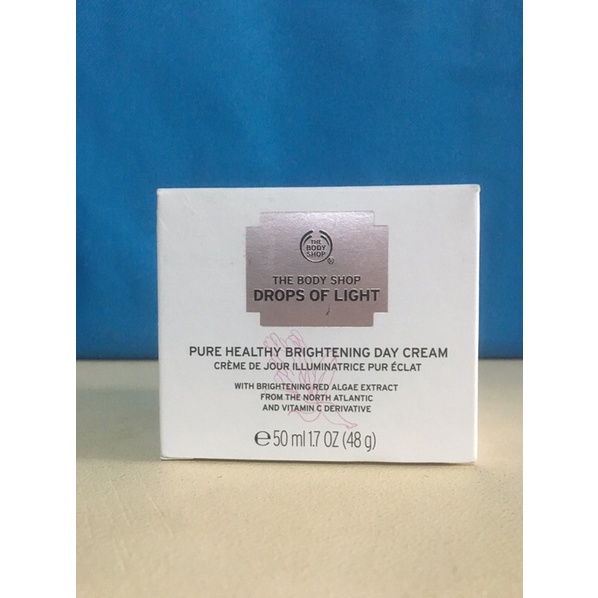 THE
BODY
SHOP
®
THE BODY SHOP
DROPS OF LIGHT
PURE HEALTHY BRIGHTENING DAY CREAM
CRÈME DE JOUR ILLUMINATRICE PUR ÉCLAT
WITH BRIGHTENING RED ALGAE EXTRACT
FROM THE NORTH ATLANTIC
AND VITAMIN C DERIVATIVE
℮ 50 ml 1.7 OZ (48 g)